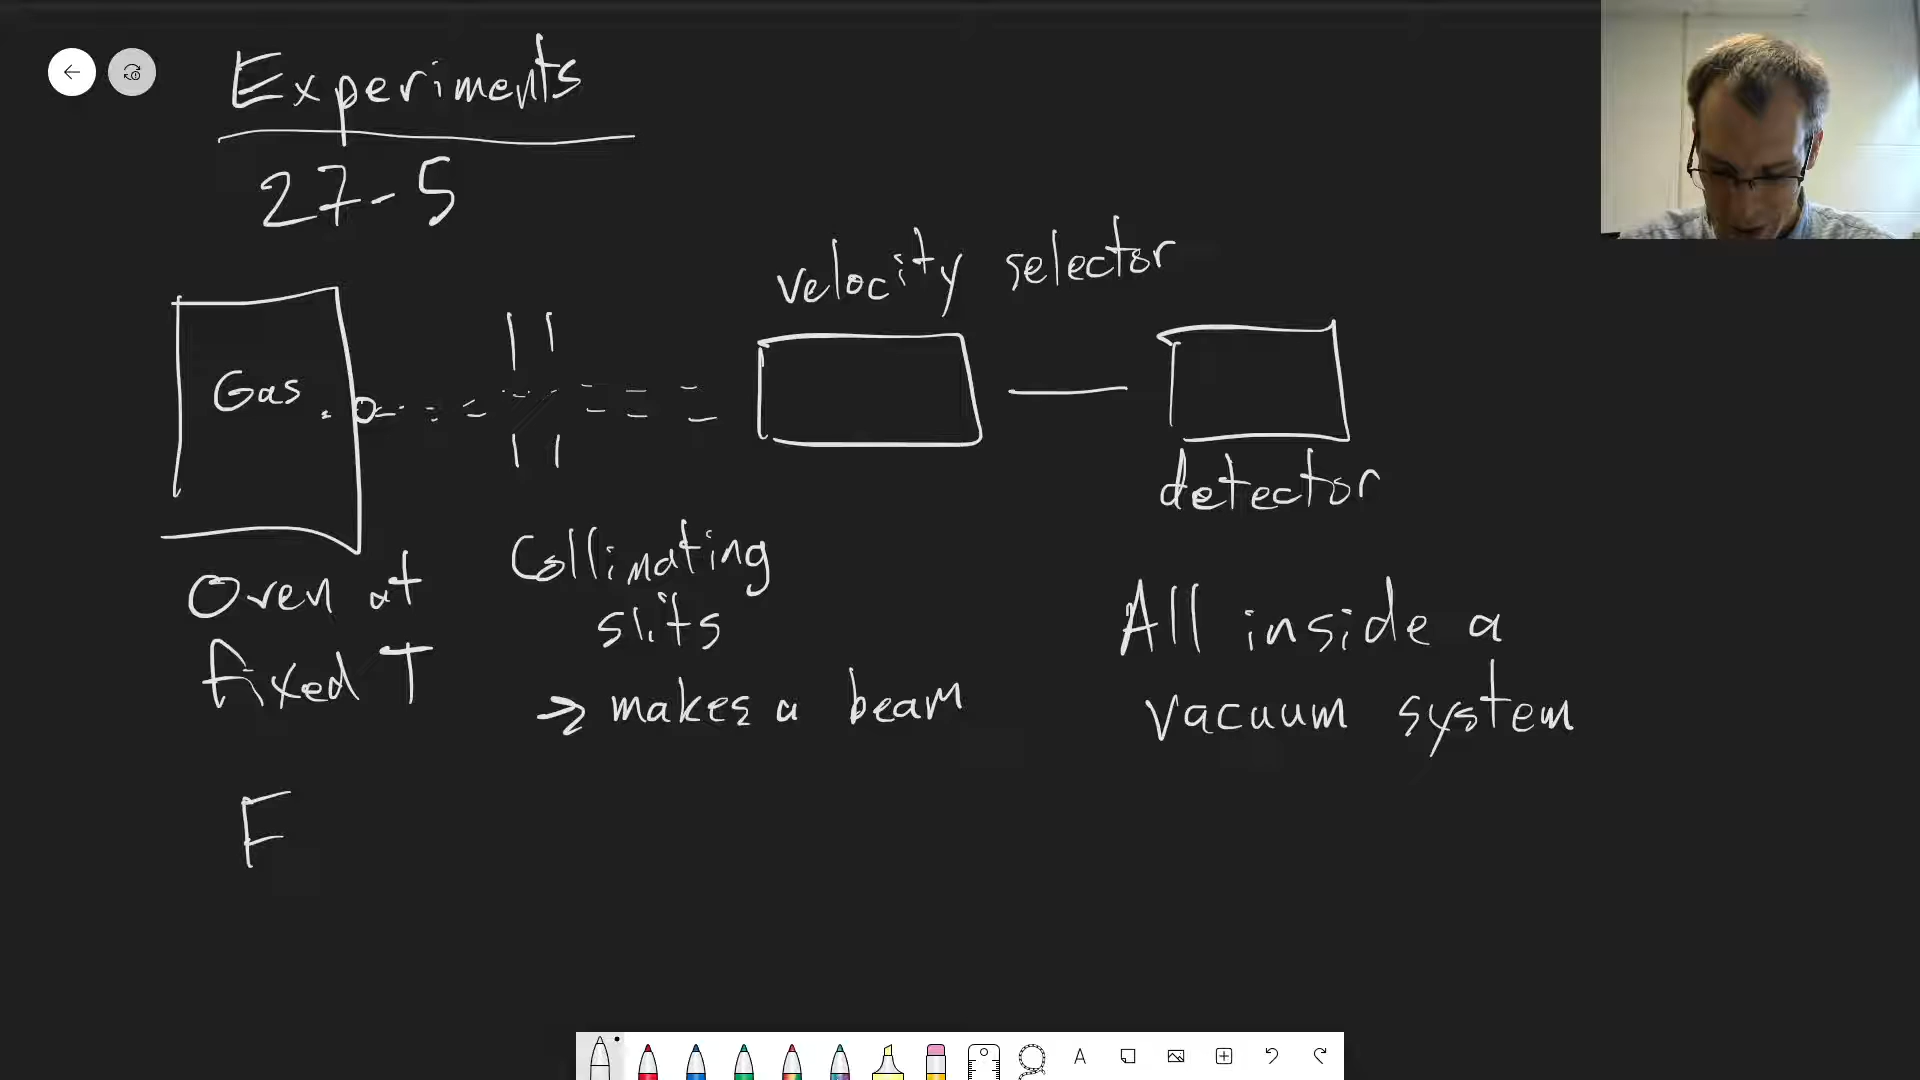 Experiments
27-5
velocity selector
Gas
detector
Oven at
fixed T
Collimating
slits
→ makes a beam
All inside a
vacuum system
F
A